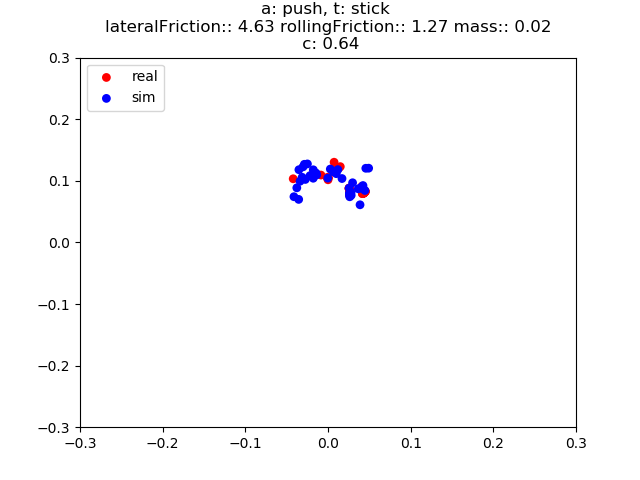 a: push, t: stick
lateralFriction:: 4.63 rollingFriction:: 1.27 mass:: 0.02
c: 0.64
real
sim
0.3
0.2
0.1
0.0
−0.1
−0.2
−0.3
−0.3 −0.2 −0.1 0.0 0.1 0.2 0.3